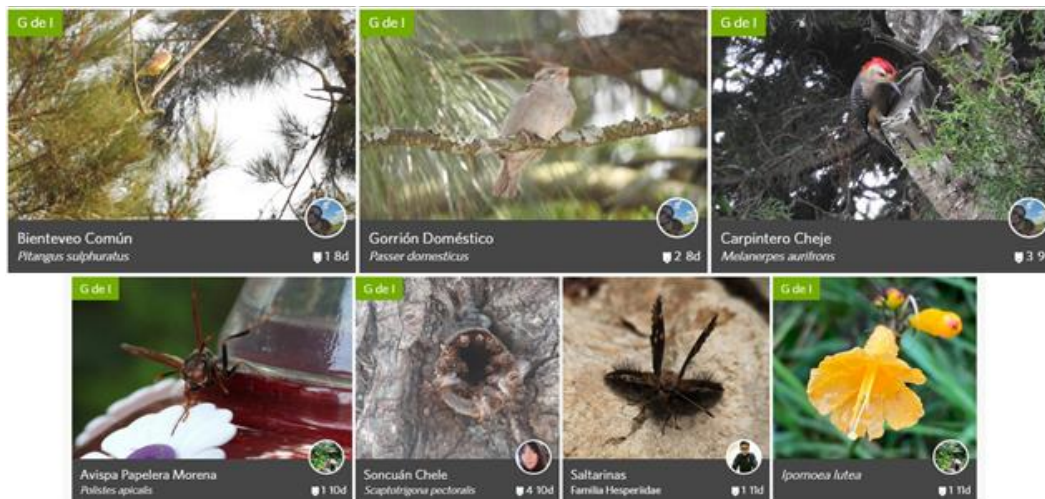 G de I
G de I
G de I
Bienteveo Común
Pitangus sulphuratus
1 8d
Gorrión Doméstico
Passer domesticus
2 8d
Carpintero Cheje
Melanerpes aurifrons
3 9
G de I
G de I
G de I
Avispa Papelera Morena
Polistes apicalis
1 10d
Soncuán Chele
Scaptotrigona pectoralis
4 10d
Saltarinas
Familia Hesperiidae
1 11d
Ipomoea lutea
1 11d